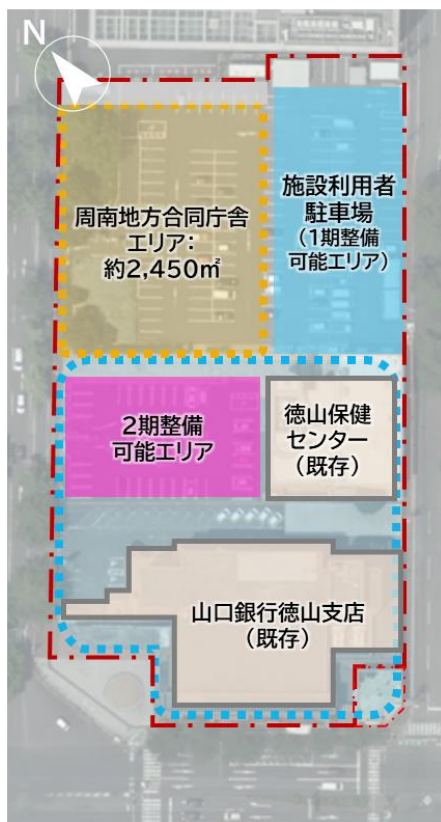 N
周南地方合同庁舎
エリア:
約2,450㎡
施設利用者
駐車場
(1期整備
可能エリア)
2期整備
可能エリア
徳山保健
センター
(既存)
山口銀行徳山支店
(既存)